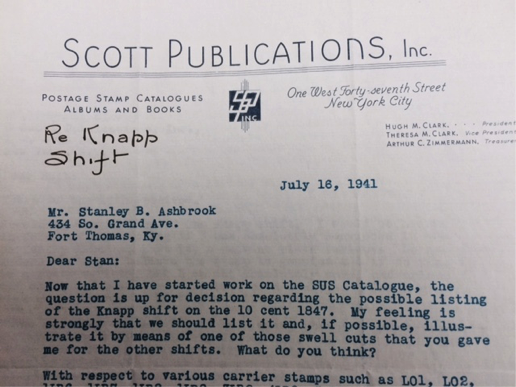 SCOTT PUBLICATIONS, INC.
POSTAGE STAMP CATALOGUES
ALBUMS AND BOOKS
INC
One West Forty-seventh Street
New York City
Re Knapp
Shift
HUGH M. CLARK, · · · President
THERESA M. CLARK, Vice President
ARTHUR C. ZIMMERMANN, Treasurer
July 16, 1941
Mr. Stanley B. Ashbrook
434 So. Grand Ave.
Fort Thomas, Ky.
Dear Stan:
Now that I have started work on the SUS Catalogue, the
question is up for decision regarding the possible listing
of the Knapp shift on the 10 cent 1847. My feeling is
strongly that we should list it and, if possible, illus-
trate it by means of one of those swell cuts that you gave
me for the other shifts. What do you think?
With respect to various carrier stamps such as LO1, LO2,